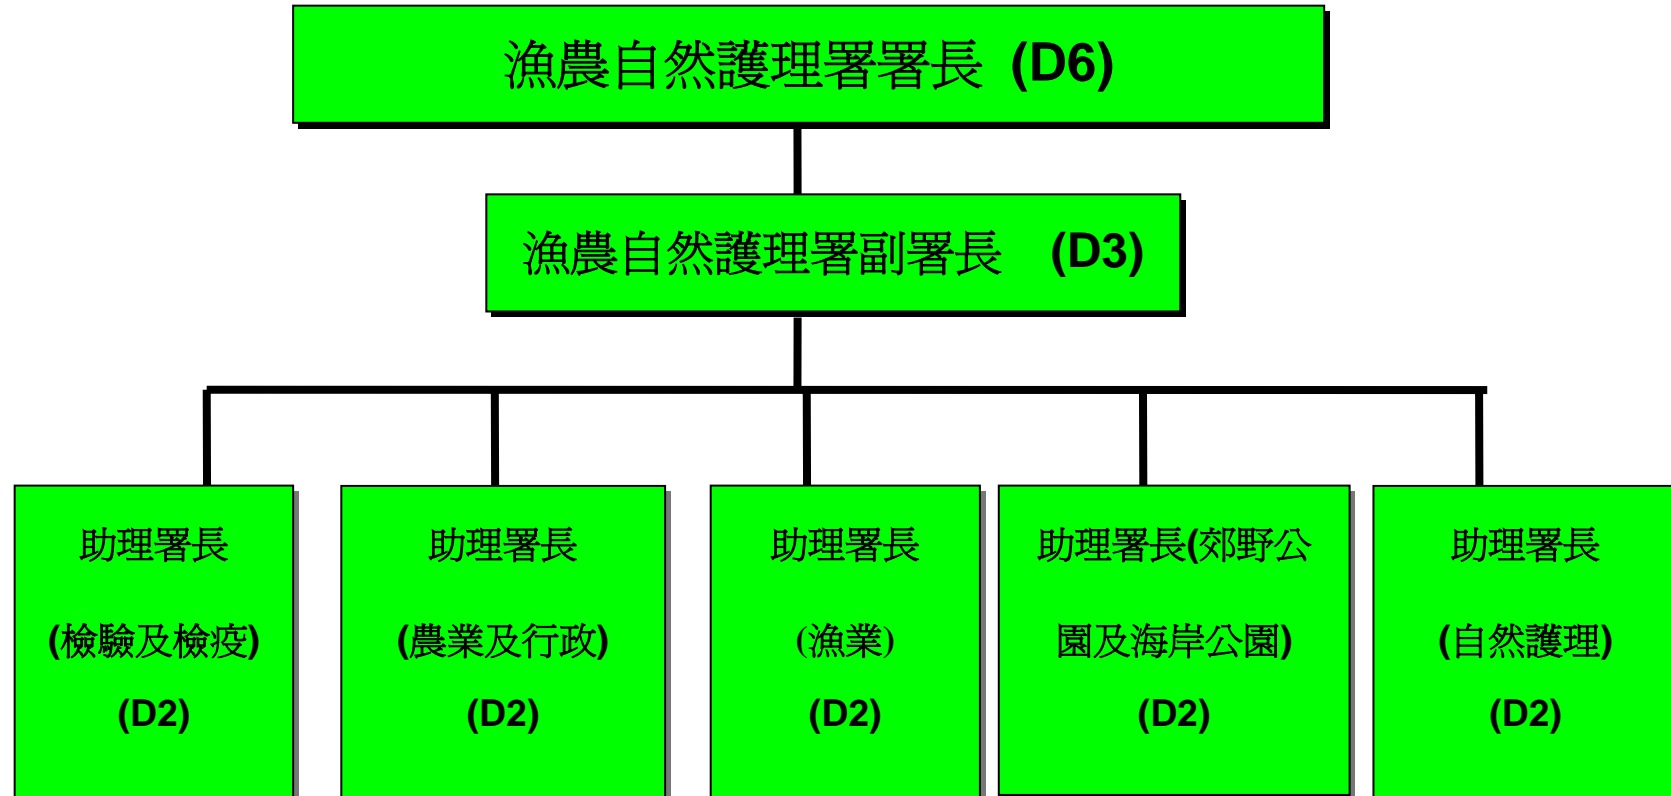 漁農自然護理署署長 (D6)
漁農自然護理署副署長 (D3)
助理署長
(檢驗及檢疫)
(D2)
助理署長
(農業及行政)
(D2)
助理署長
(漁業)
(D2)
助理署長(郊野公
園及海岸公園)
(D2)
助理署長
(自然護理)
(D2)